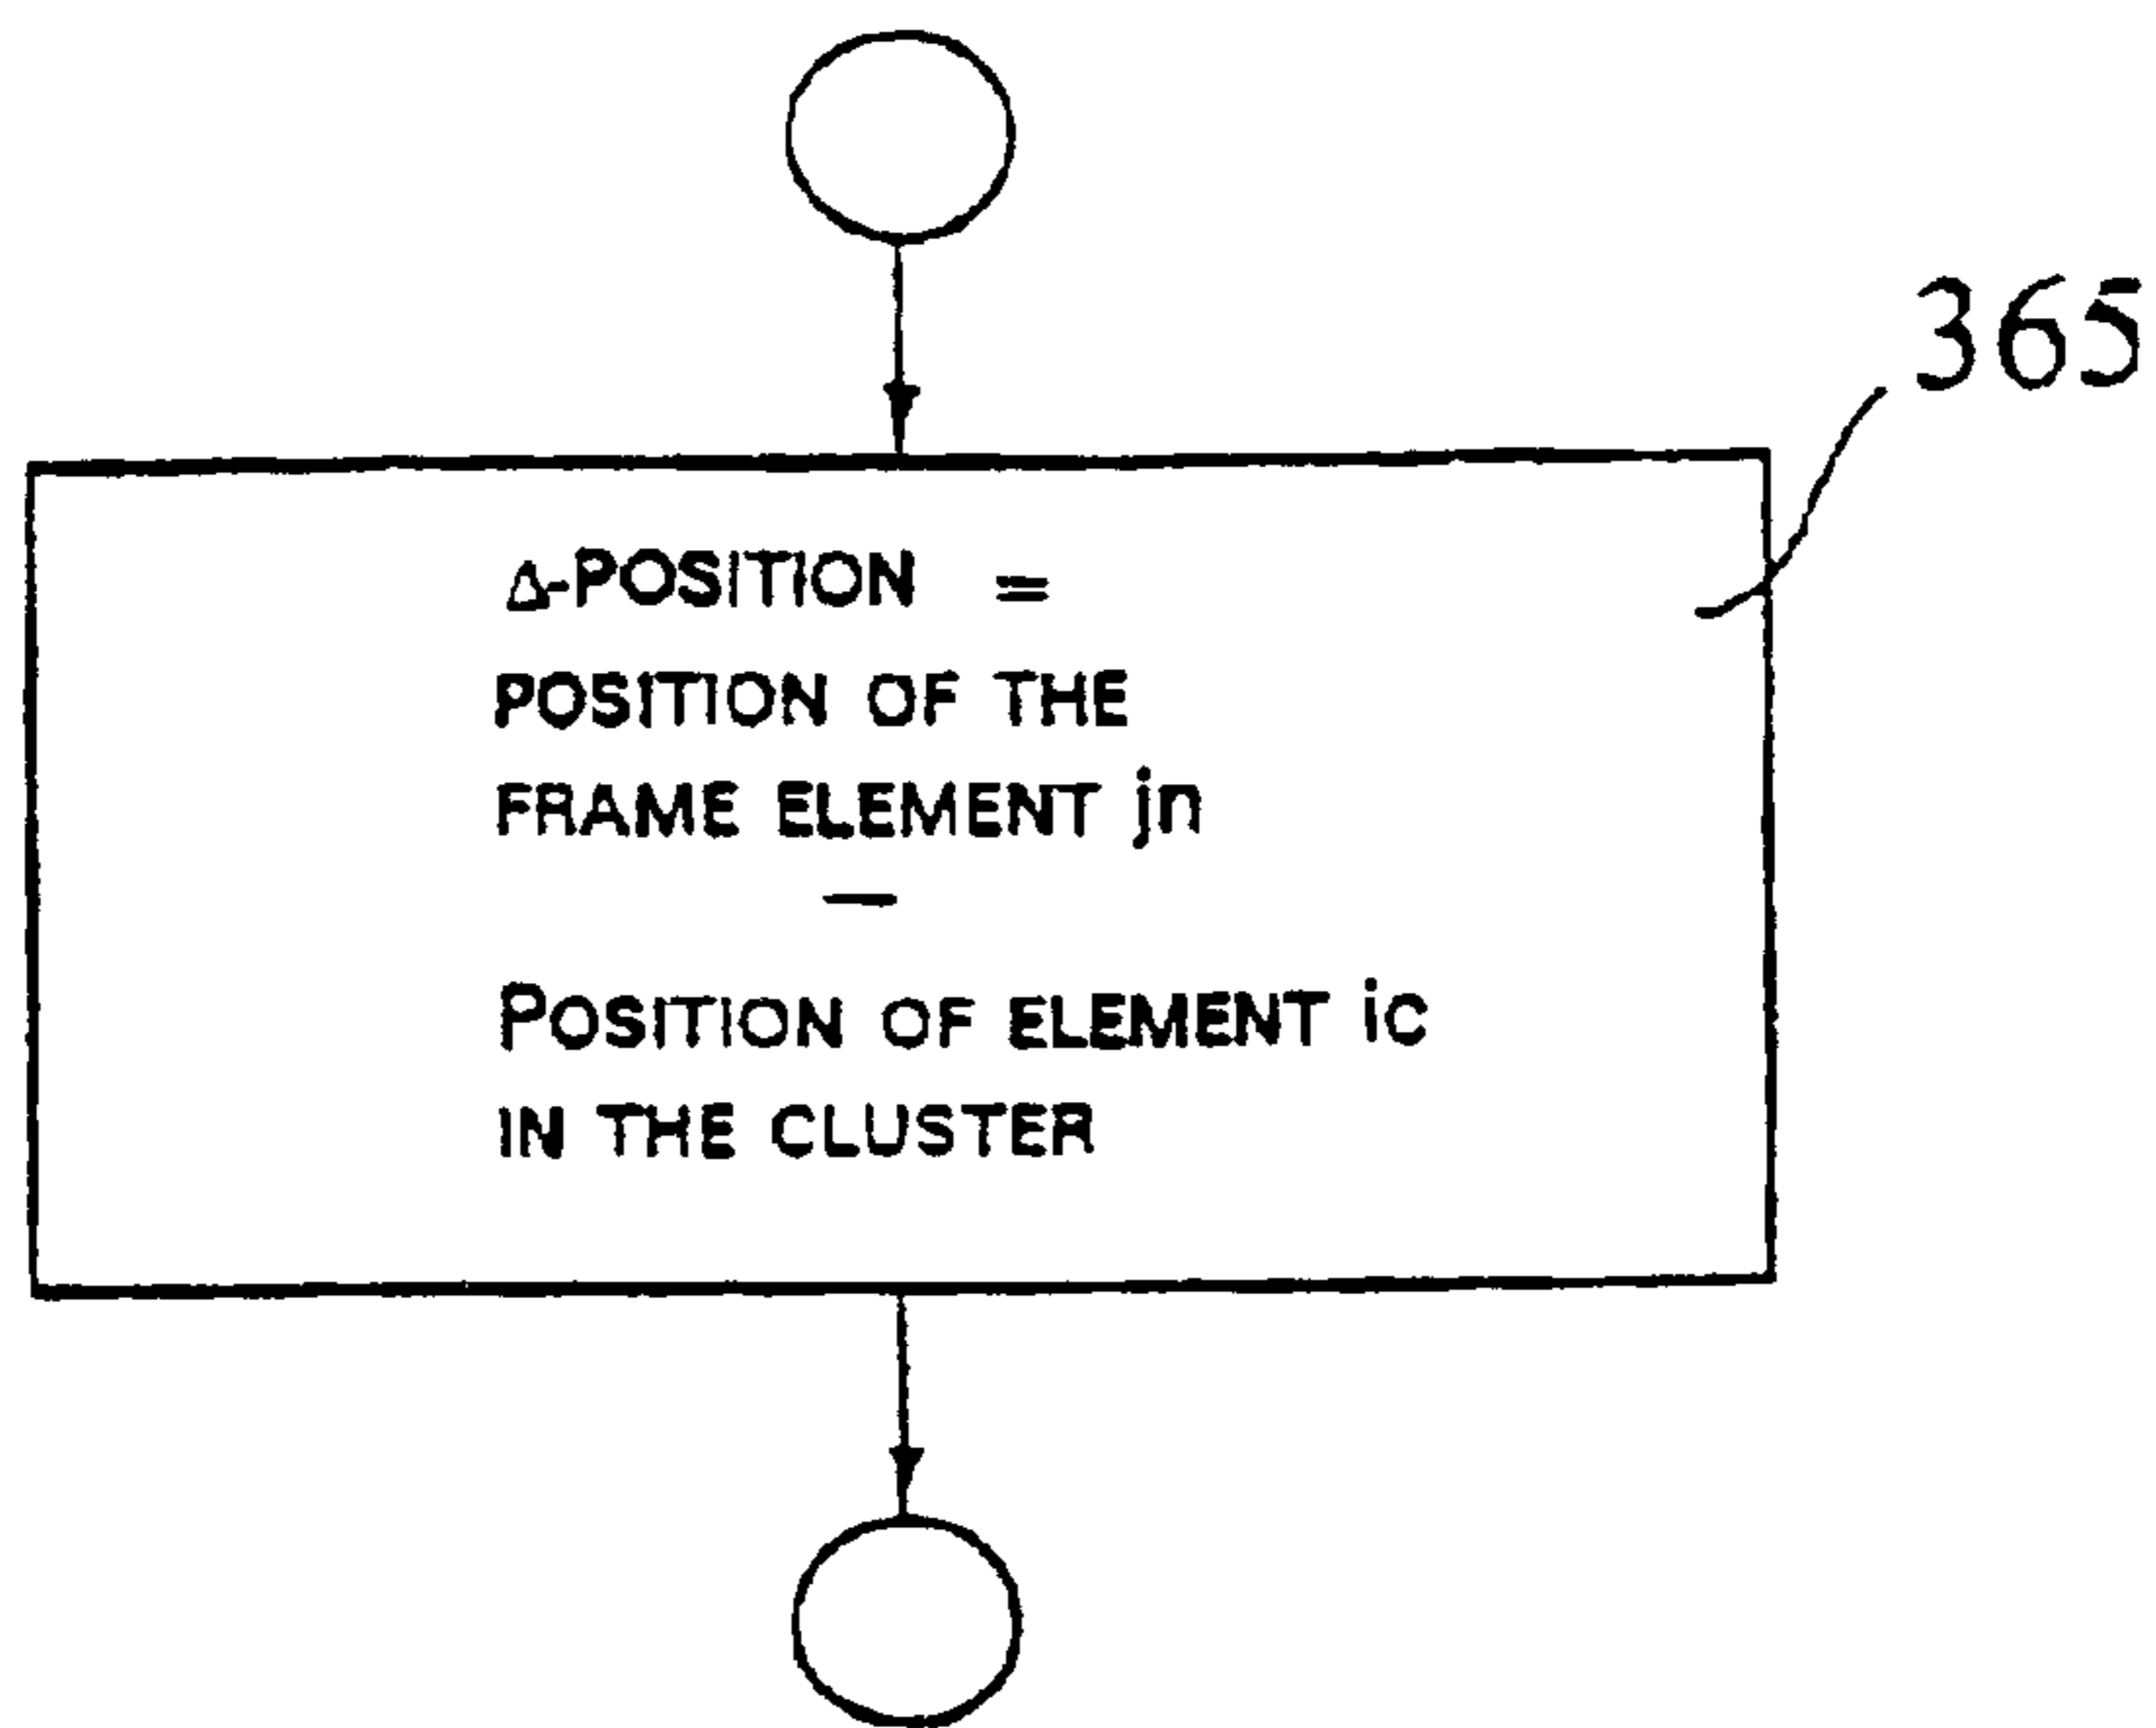 365
Δ-POSITION =
POSITION OF THE
FRAME ELEMENT jn
—
POSITION OF ELEMENT ic
IN THE CLUSTER